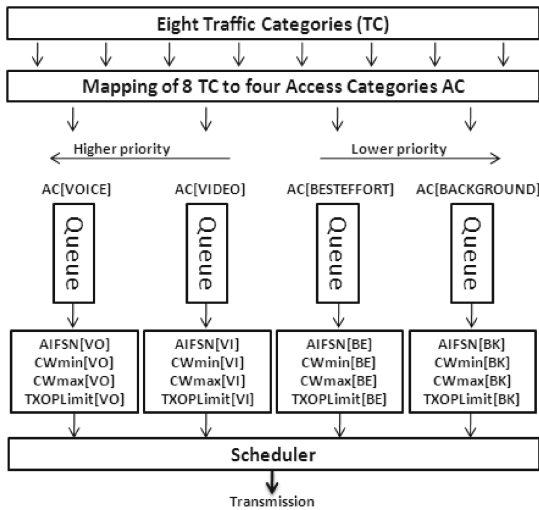 Eight Traffic Categories (TC)
Mapping of 8 TC to four Access Categories AC
Higher priority
Lower priority
AC[VOICE]
AC[VIDEO]
AC[BESTEFFORT]
AC[BACKGROUND]
Queue
Queue
Queue
Queue
AIFSN[VO]
CWmin[VO]
CWmax[VO]
TXOPLimit[VO]
AIFSN[VI]
CWmin[VI]
CWmax[VI]
TXOPLimit[VI]
AIFSN[BE]
CWmin[BE]
CWmax[BE]
TXOPLimit[BE]
AIFSN[BK]
CWmin[BK]
CWmax[BK]
TXOPLimit[BK]
Scheduler
Transmission